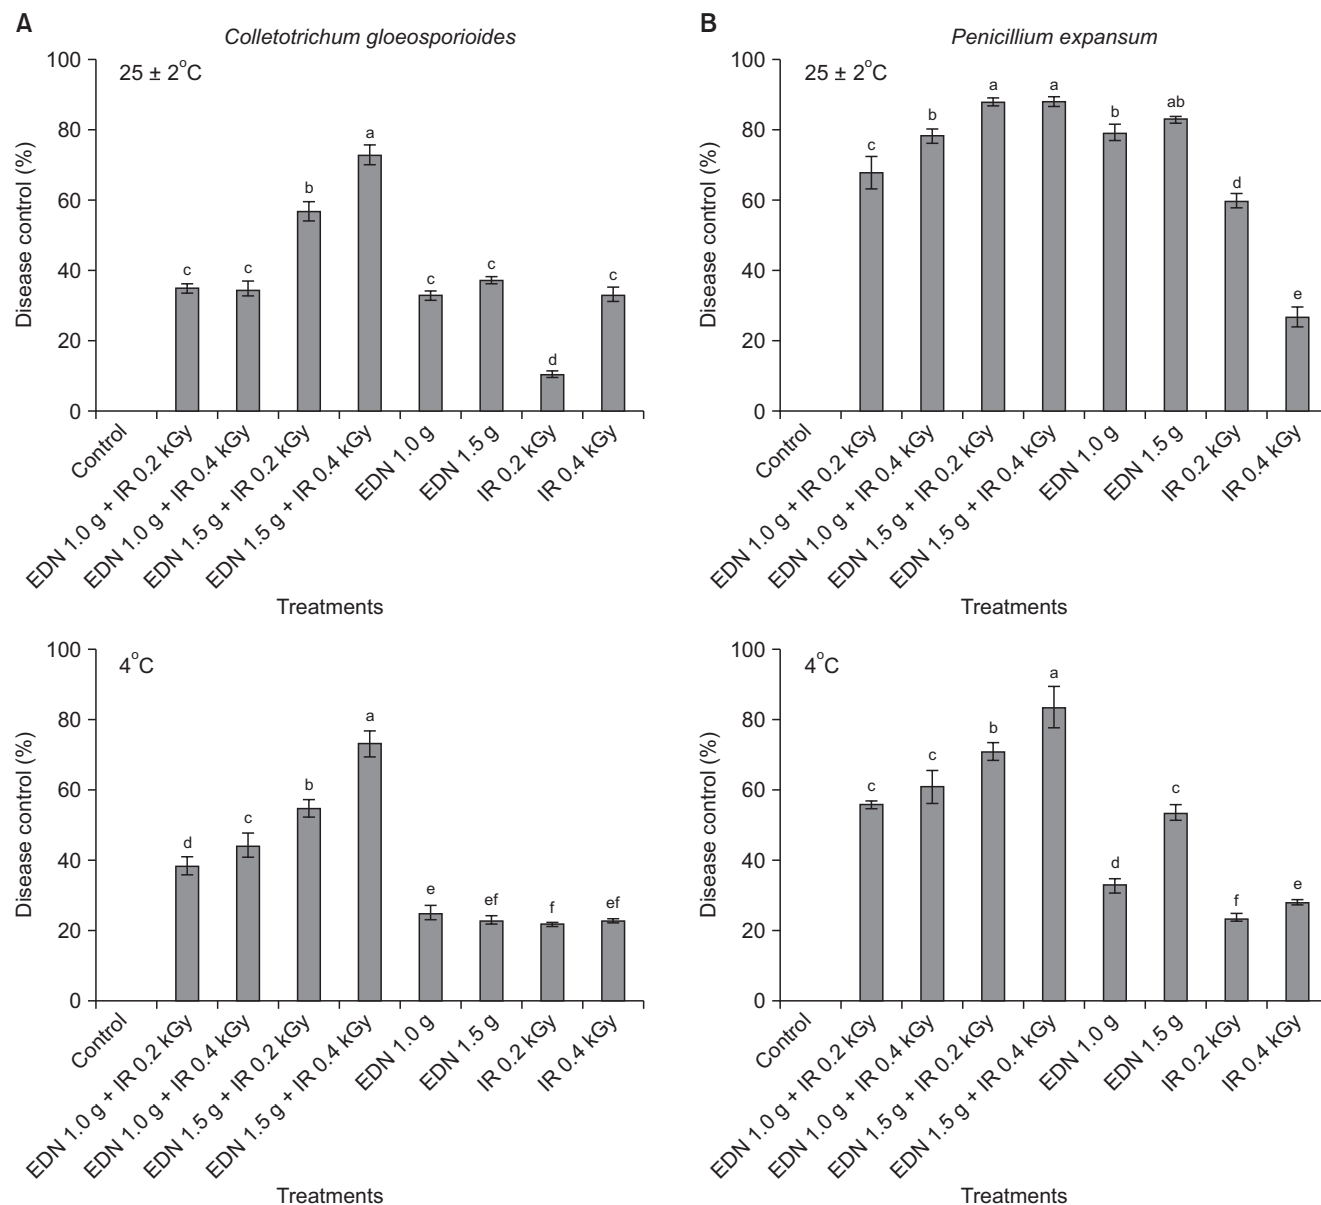 A
Colletotrichum gloeosporioides
25 ± 2°C
Disease control (%)
100
80
60
40
20
0
c
c
b
a
c
c
d
c
Control
EDN 1.0 g + IR 0.2 kGy
EDN 1.0 g + IR 0.4 kGy
EDN 1.5 g + IR 0.2 kGy
EDN 1.5 g + IR 0.4 kGy
EDN 1.0 g
EDN 1.5 g
IR 0.2 kGy
IR 0.4 kGy
Treatments
B
Penicillium expansum
25 ± 2°C
Disease control (%)
100
80
60
40
20
0
c
b
a
a
b
ab
d
e
Control
EDN 1.0 g + IR 0.2 kGy
EDN 1.0 g + IR 0.4 kGy
EDN 1.5 g + IR 0.2 kGy
EDN 1.5 g + IR 0.4 kGy
EDN 1.0 g
EDN 1.5 g
IR 0.2 kGy
IR 0.4 kGy
Treatments
4°C
Disease control (%)
100
80
60
40
20
0
d
c
b
a
e
ef
f
ef
Control
EDN 1.0 g + IR 0.2 kGy
EDN 1.0 g + IR 0.4 kGy
EDN 1.5 g + IR 0.2 kGy
EDN 1.5 g + IR 0.4 kGy
EDN 1.0 g
EDN 1.5 g
IR 0.2 kGy
IR 0.4 kGy
Treatments
4°C
Disease control (%)
100
80
60
40
20
0
c
c
b
a
d
c
f
e
Control
EDN 1.0 g + IR 0.2 kGy
EDN 1.0 g + IR 0.4 kGy
EDN 1.5 g + IR 0.2 kGy
EDN 1.5 g + IR 0.4 kGy
EDN 1.0 g
EDN 1.5 g
IR 0.2 kGy
IR 0.4 kGy
Treatments